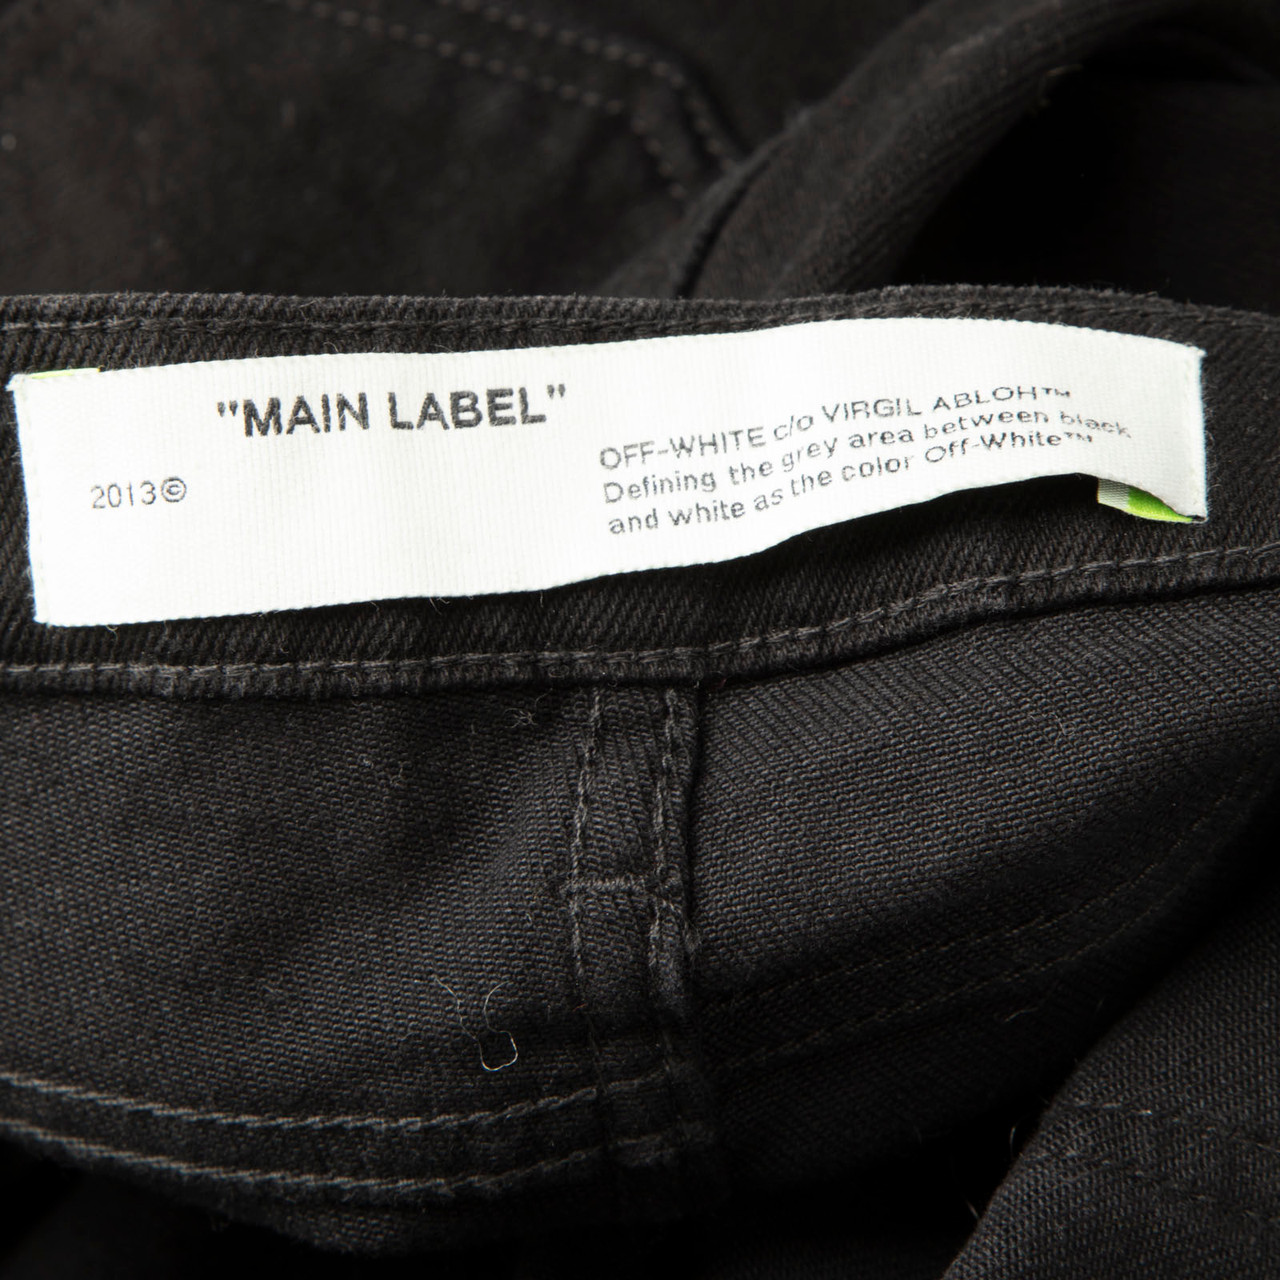 "MAIN LABEL"
2013©
OFF-WHITE c/o VIRGIL ABLOH™
Defining the grey area between black
and white as the color Off-White™